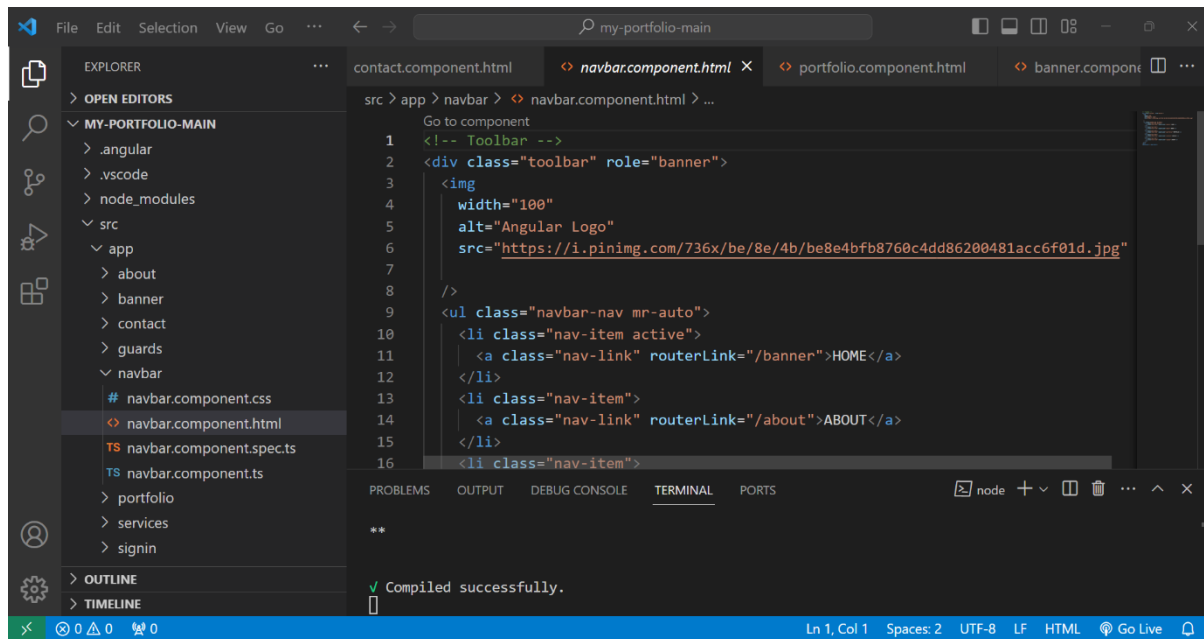 File Edit Selection View Go ··· my-portfolio-main
EXPLORER ···
OPEN EDITORS
MY-PORTFOLIO-MAIN
.angular
.vscode
node_modules
src
app
about
banner
contact
guards
navbar
# navbar.component.css
<> navbar.component.html
TS navbar.component.spec.ts
TS navbar.component.ts
portfolio
services
signin
OUTLINE
TIMELINE
contact.component.html <> navbar.component.html <> portfolio.component.html <> banner.compone ···
src > app > navbar > <> navbar.component.html > ...
Go to component
1 <!-- Toolbar -->
2 <div class="toolbar" role="banner">
3 <img
4 width="100"
5 alt="Angular Logo"
6 src="https://i.pinimg.com/736x/be/8e/4b/be8e4bfb8760c4dd86200481acc6f01d.jpg"
7
8 />
9 <ul class="navbar-nav mr-auto">
10 <li class="nav-item active">
11 <a class="nav-link" routerLink="/banner">HOME</a>
12 </li>
13 <li class="nav-item">
14 <a class="nav-link" routerLink="/about">ABOUT</a>
15 </li>
16 <li class="nav-item">
PROBLEMS OUTPUT DEBUG CONSOLE TERMINAL PORTS node ···
**
√ Compiled successfully.
0 0 0 Ln 1, Col 1 Spaces: 2 UTF-8 LF HTML Go Live